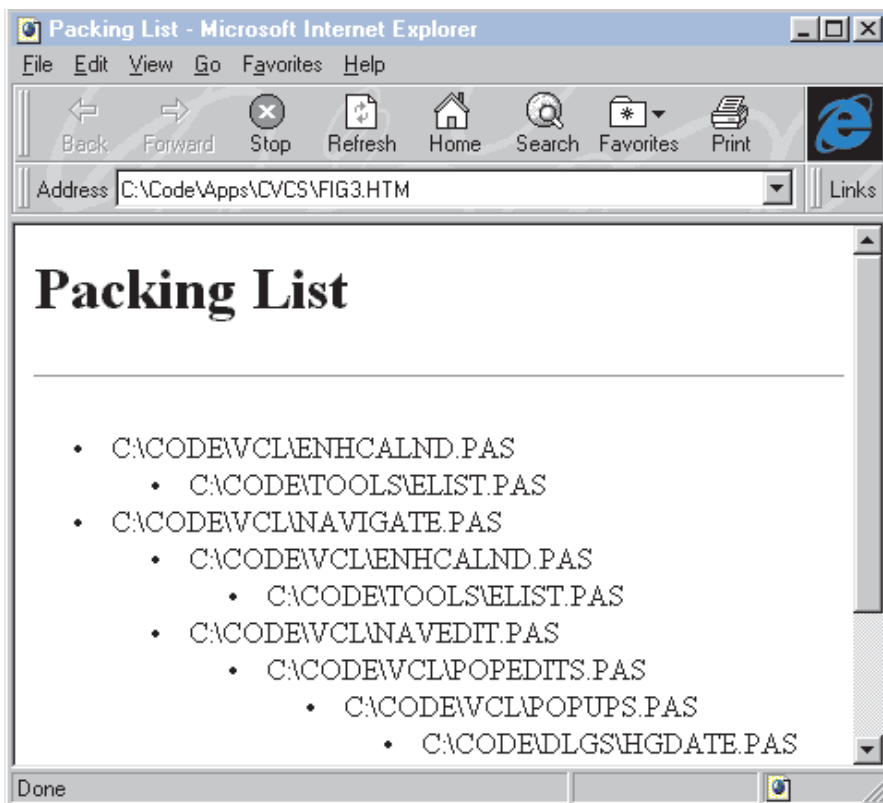 Packing List - Microsoft Internet Explorer
File Edit View Go Favorites Help
Back Forward Stop Refresh Home Search Favorites Print
Address C:\Code\Apps\CVCS\FIG3.HTM Links
Packing List
• C:\CODE\VCL\ENHCALND.PAS
• C:\CODE\TOOLS\ELIST.PAS
• C:\CODE\VCL\NAVIGATE.PAS
• C:\CODE\VCL\ENHCALND.PAS
• C:\CODE\TOOLS\ELIST.PAS
• C:\CODE\VCL\NAVEDIT.PAS
• C:\CODE\VCL\POPEDITS.PAS
• C:\CODE\VCL\POPUPS.PAS
• C:\CODE\DLGS\HGDATE.PAS
Done